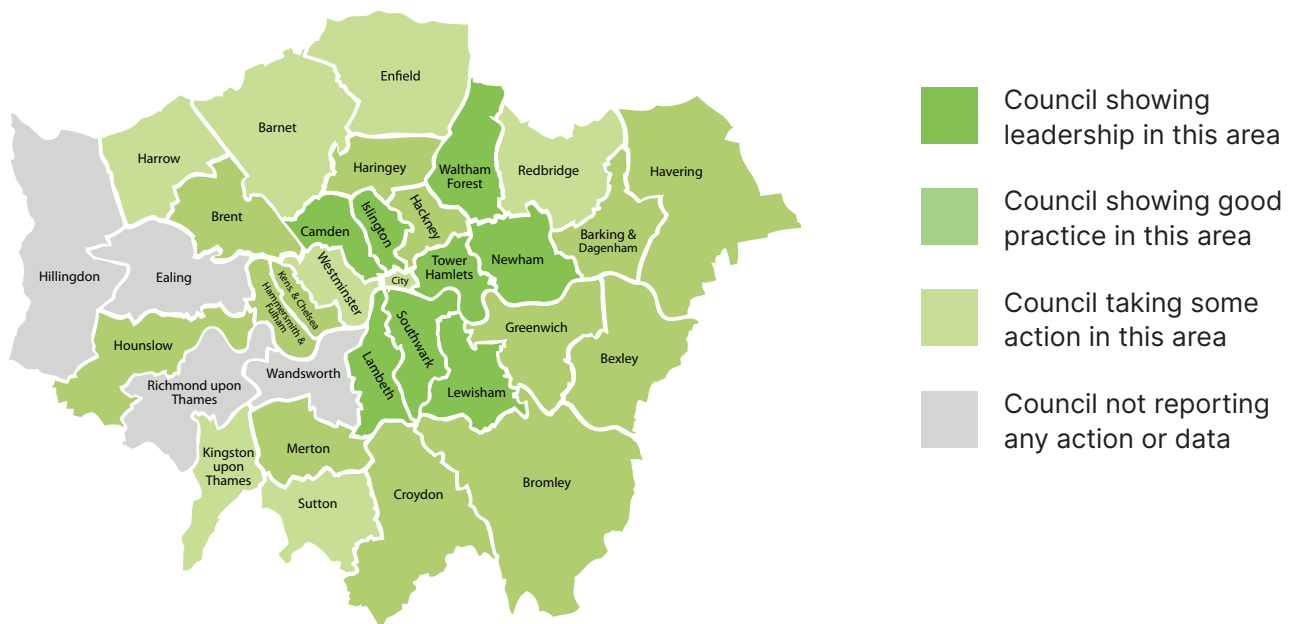 Enfield
Barnet
Harrow
Haringey
Waltham
Forest
Redbridge
Havering
Brent
Camden
Islington
Hackney
Barking &
Dagenham
Hillingdon
Ealing
Westminster
City
Tower
Hamlets
Newham
Kens. & Chelsea
Hammersmith &
Fulham
Hounslow
Southwark
Greenwich
Bexley
Richmond upon
Thames
Wandsworth
Lambeth
Lewisham
Kingston
upon
Thames
Merton
Sutton
Croydon
Bromley
Council showing
leadership in this area
Council showing good
practice in this area
Council taking some
action in this area
Council not reporting
any action or data